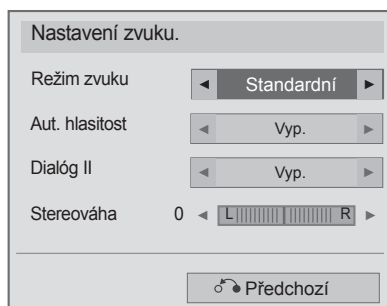 Nastavení zvuku.
Režim zvuku ◄ Standardní ►
Aut. hlasitost ◄ Vyp. ►
Dialóg II ◄ Vyp. ►
Stereováha 0 ◄ L R ►
Předchozí